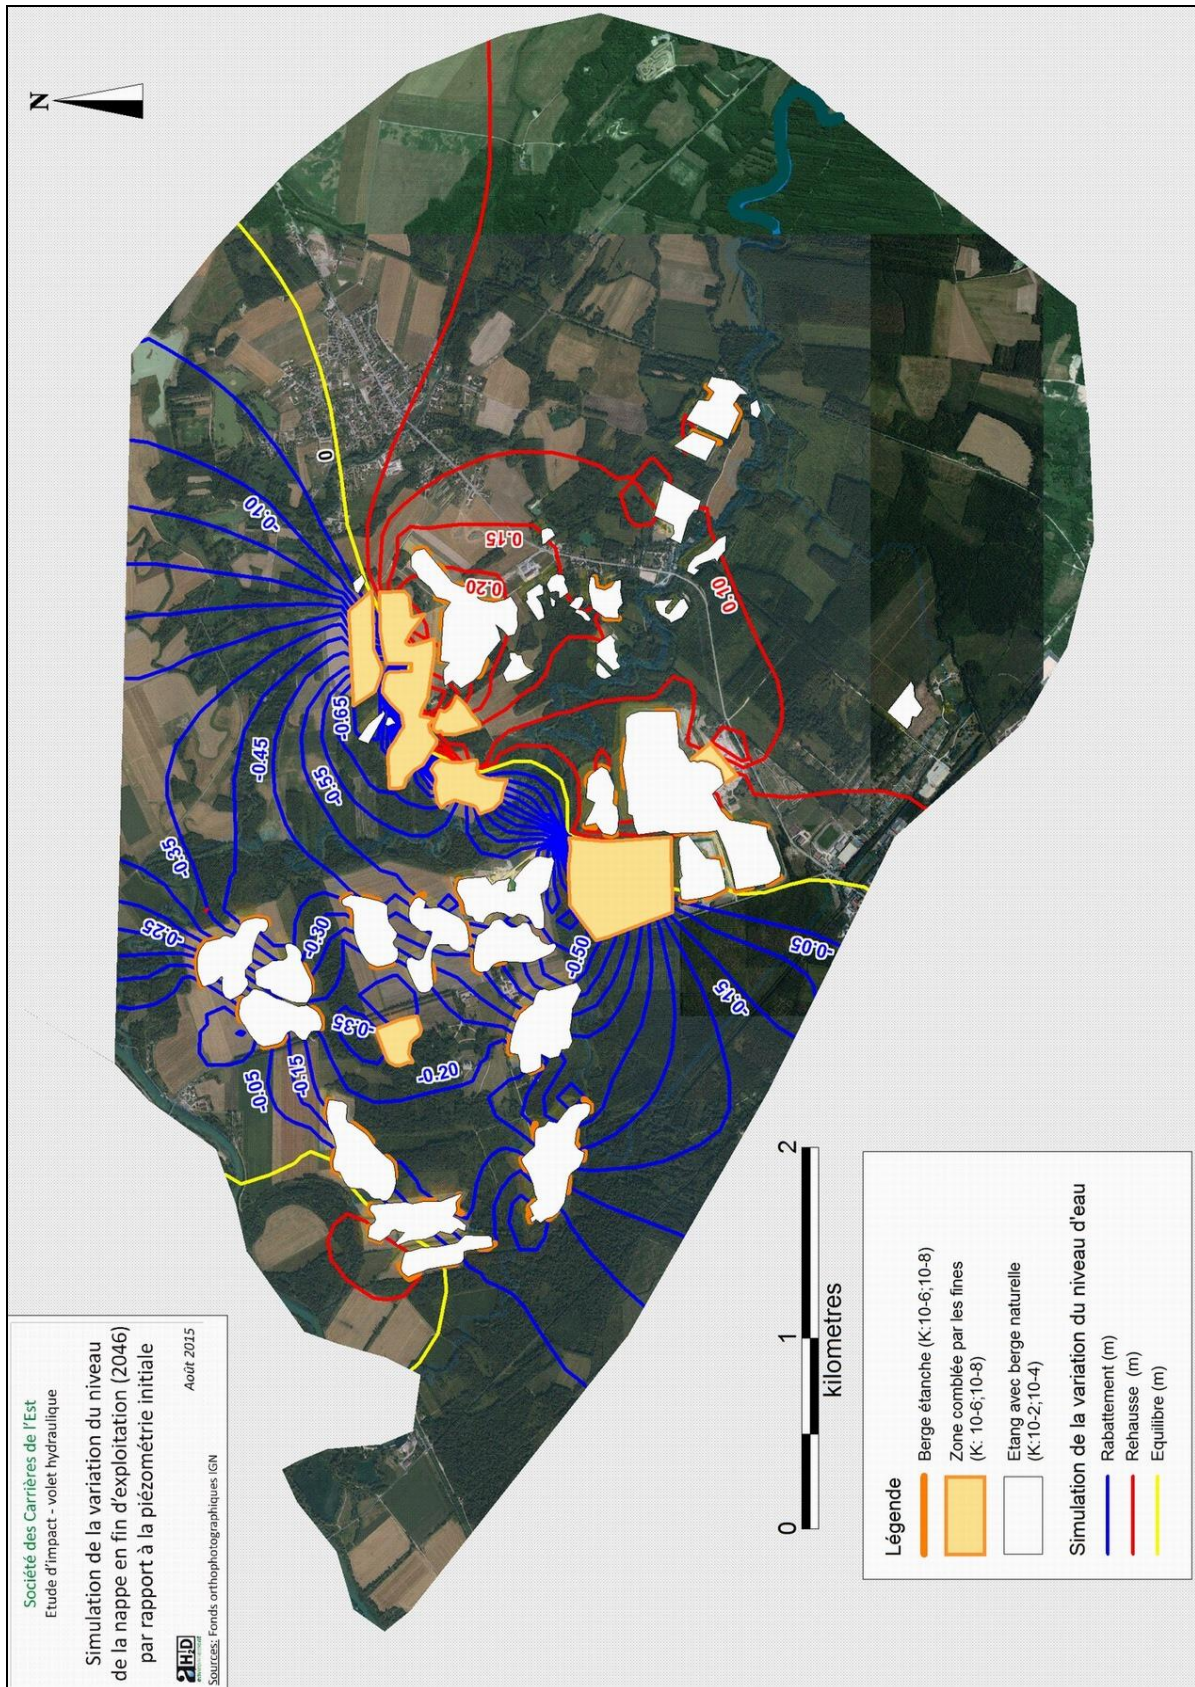 Société des Carrières de l'Est
Etude d'impact - volet hydraulique
Simulation de la variation du niveau
de la nappe en fin d'exploitation (2046)
par rapport à la piézométrie initiale
Août 2015
H2D
Sources: Fonds orthophotographiques IGN
N
0
-0.10
0.15
0.20
0.10
-0.65
-0.45
-0.55
-0.35
-0.25
-0.30
-0.50
-0.35
-0.20
-0.05
-0.15
-0.05
-0.15
0
1
2
kilometres
Légende
Berge étanche (K:10-6;10-8)
Zone comblée par les fines
(K: 10-6;10-8)
Etang avec berge naturelle
(K:10-2;10-4)
Simulation de la variation du niveau d'eau
Rabattement (m)
Rehausse (m)
Equilibre (m)